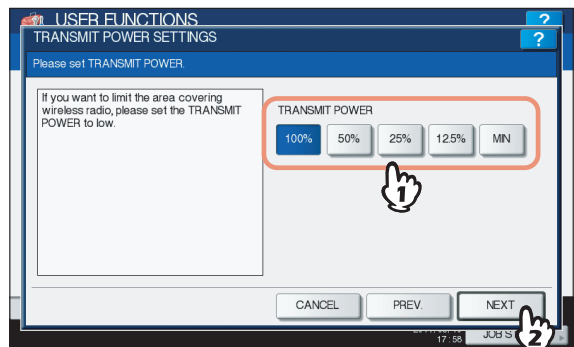 USER FUNCTIONS ?
TRANSMIT POWER SETTINGS ?
Please set TRANSMIT POWER.
If you want to limit the area covering
wireless radio, please set the TRANSMIT
POWER to low.
TRANSMIT POWER
100% 50% 25% 12.5% MIN
1
CANCEL PREV. NEXT
2
17:58 JOB S